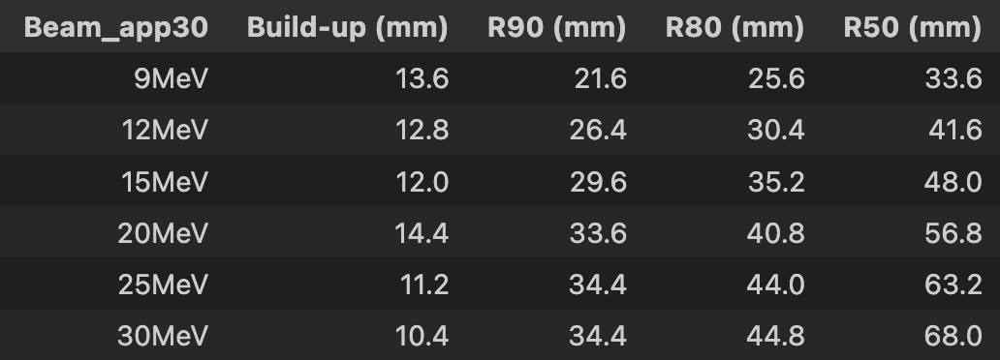 Beam_app30 Build-up (mm) R90 (mm) R80 (mm) R50 (mm)
9MeV 13.6 21.6 25.6 33.6
12MeV 12.8 26.4 30.4 41.6
15MeV 12.0 29.6 35.2 48.0
20MeV 14.4 33.6 40.8 56.8
25MeV 11.2 34.4 44.0 63.2
30MeV 10.4 34.4 44.8 68.0